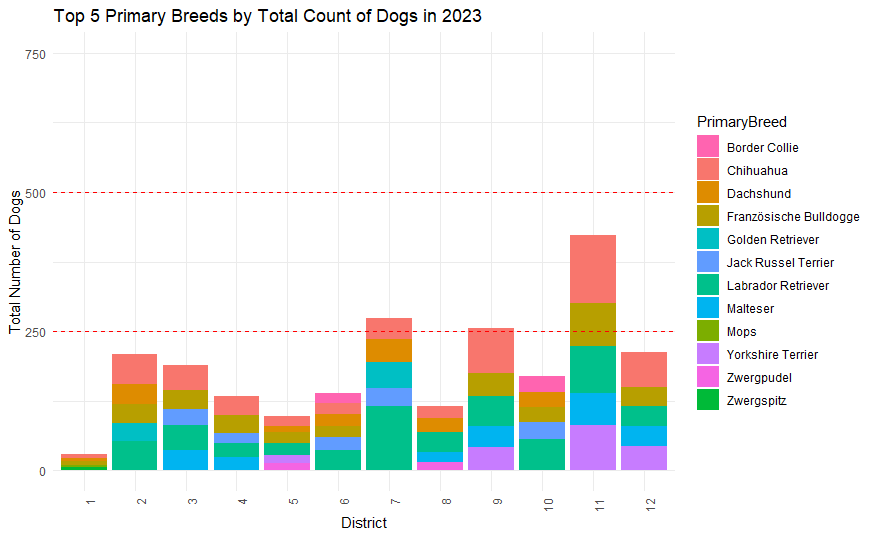 Top 5 Primary Breeds by Total Count of Dogs in 2023
Total Number of Dogs
750
500
250
0
1
2
3
4
5
6
7
8
9
10
11
12
District
PrimaryBreed
Border Collie
Chihuahua
Dachshund
Französische Bulldogge
Golden Retriever
Jack Russel Terrier
Labrador Retriever
Malteser
Mops
Yorkshire Terrier
Zwergpudel
Zwergspitz